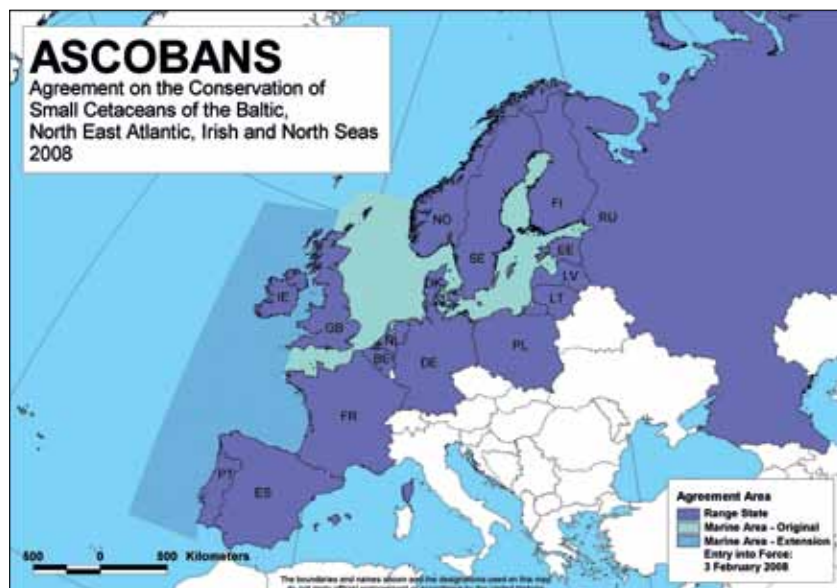 ASCOBANS
Agreement on the Conservation of
Small Cetaceans of the Baltic,
North East Atlantic, Irish and North Seas
2008
NO
FI
RU
SE
EE
LV
DK
LT
IE
GB
NL
BE
DE
PL
FR
PT
ES
Agreement Area
Range State
Marine Area - Original
Marine Area - Extension
Entry into Force:
3 February 2008
500 0 500 Kilometers
The boundaries and names shown and the designations used on this map